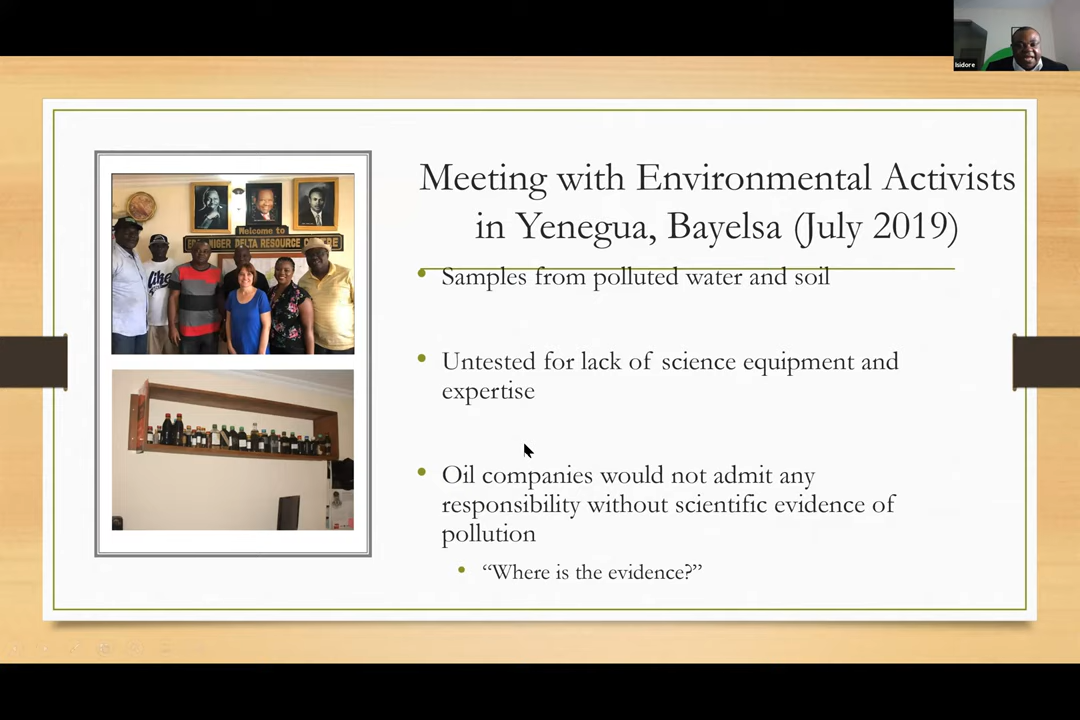 Isidore
Meeting with Environmental Activists
in Yenegua, Bayelsa (July 2019)
Samples from polluted water and soil
Untested for lack of science equipment and
expertise
Oil companies would not admit any
responsibility without scientific evidence of
pollution
“Where is the evidence?”
Welcome to
NIGER DELTA RESOURCE